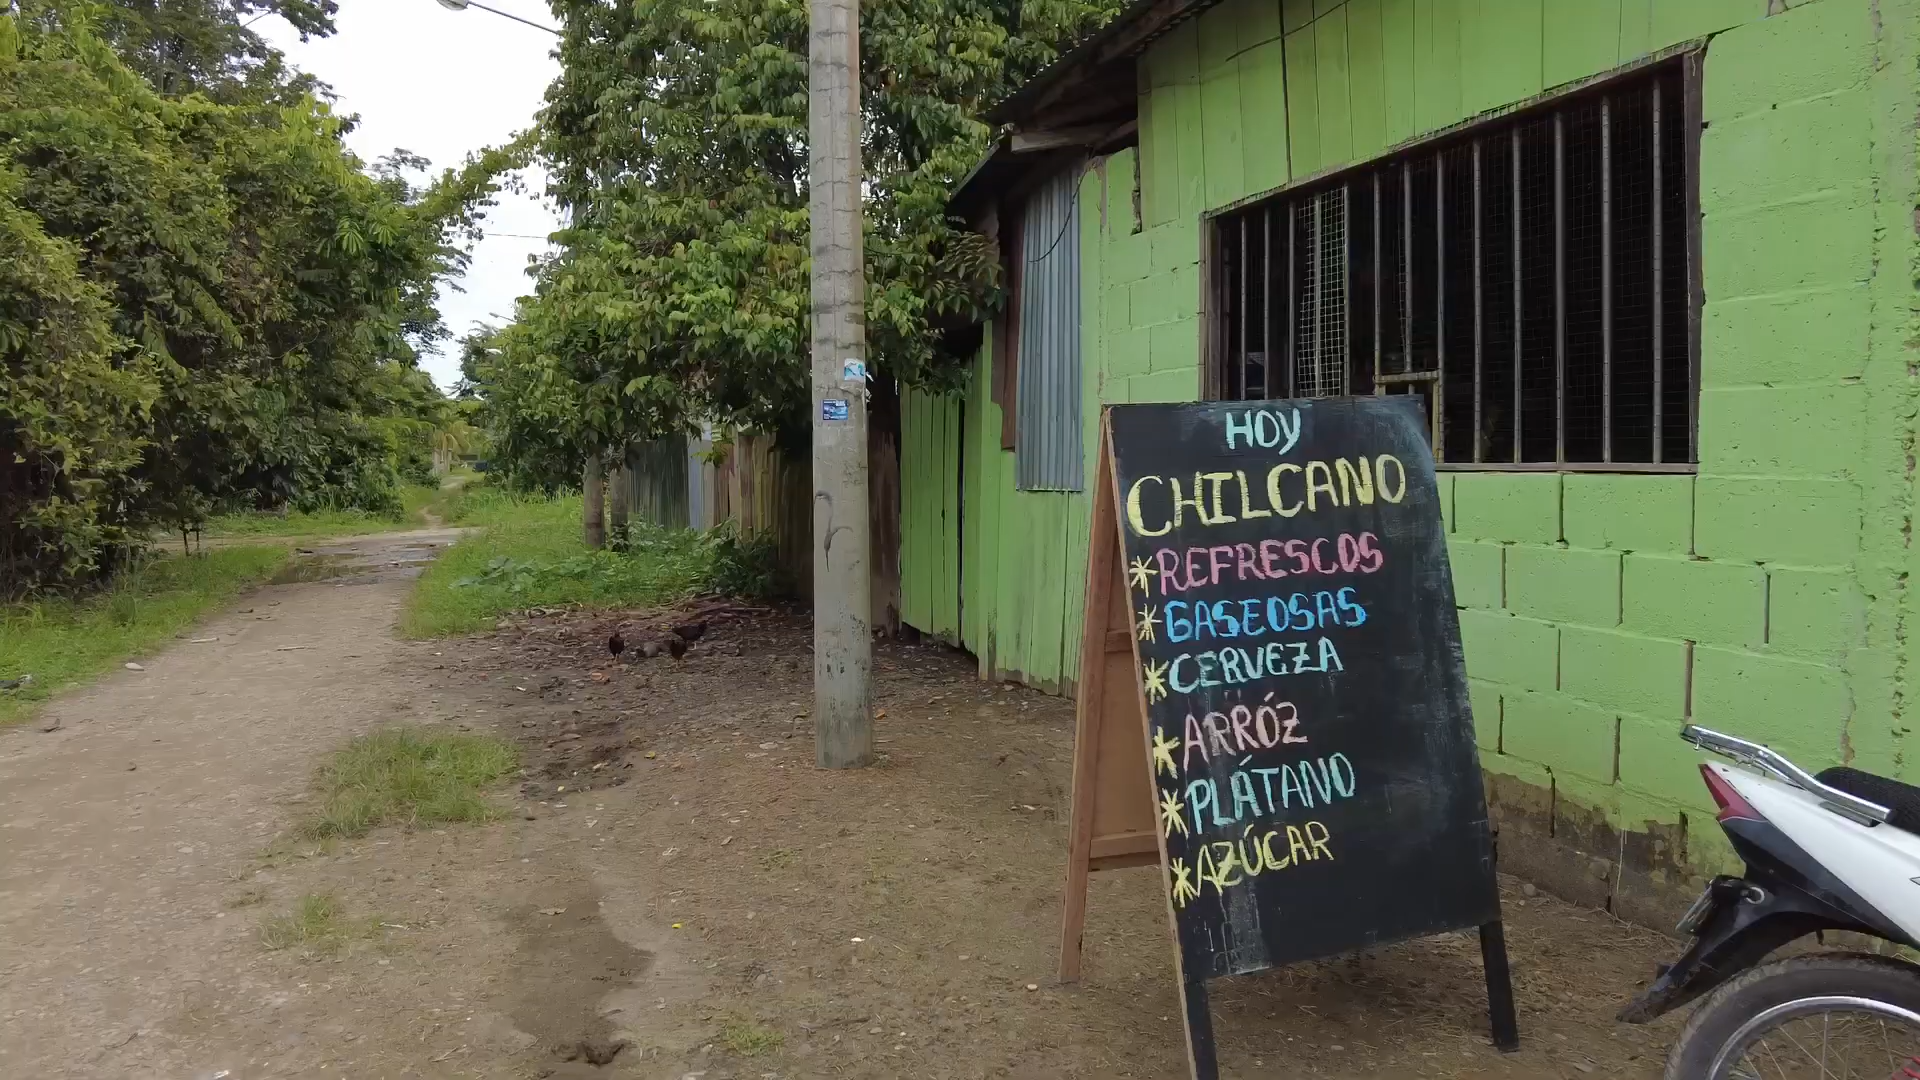 HOY
CHILCANO
*REFRESCOS
*GASEOSAS
*CERVEZA
*ARRÓZ
*PLÁTANO
*AZÚCAR